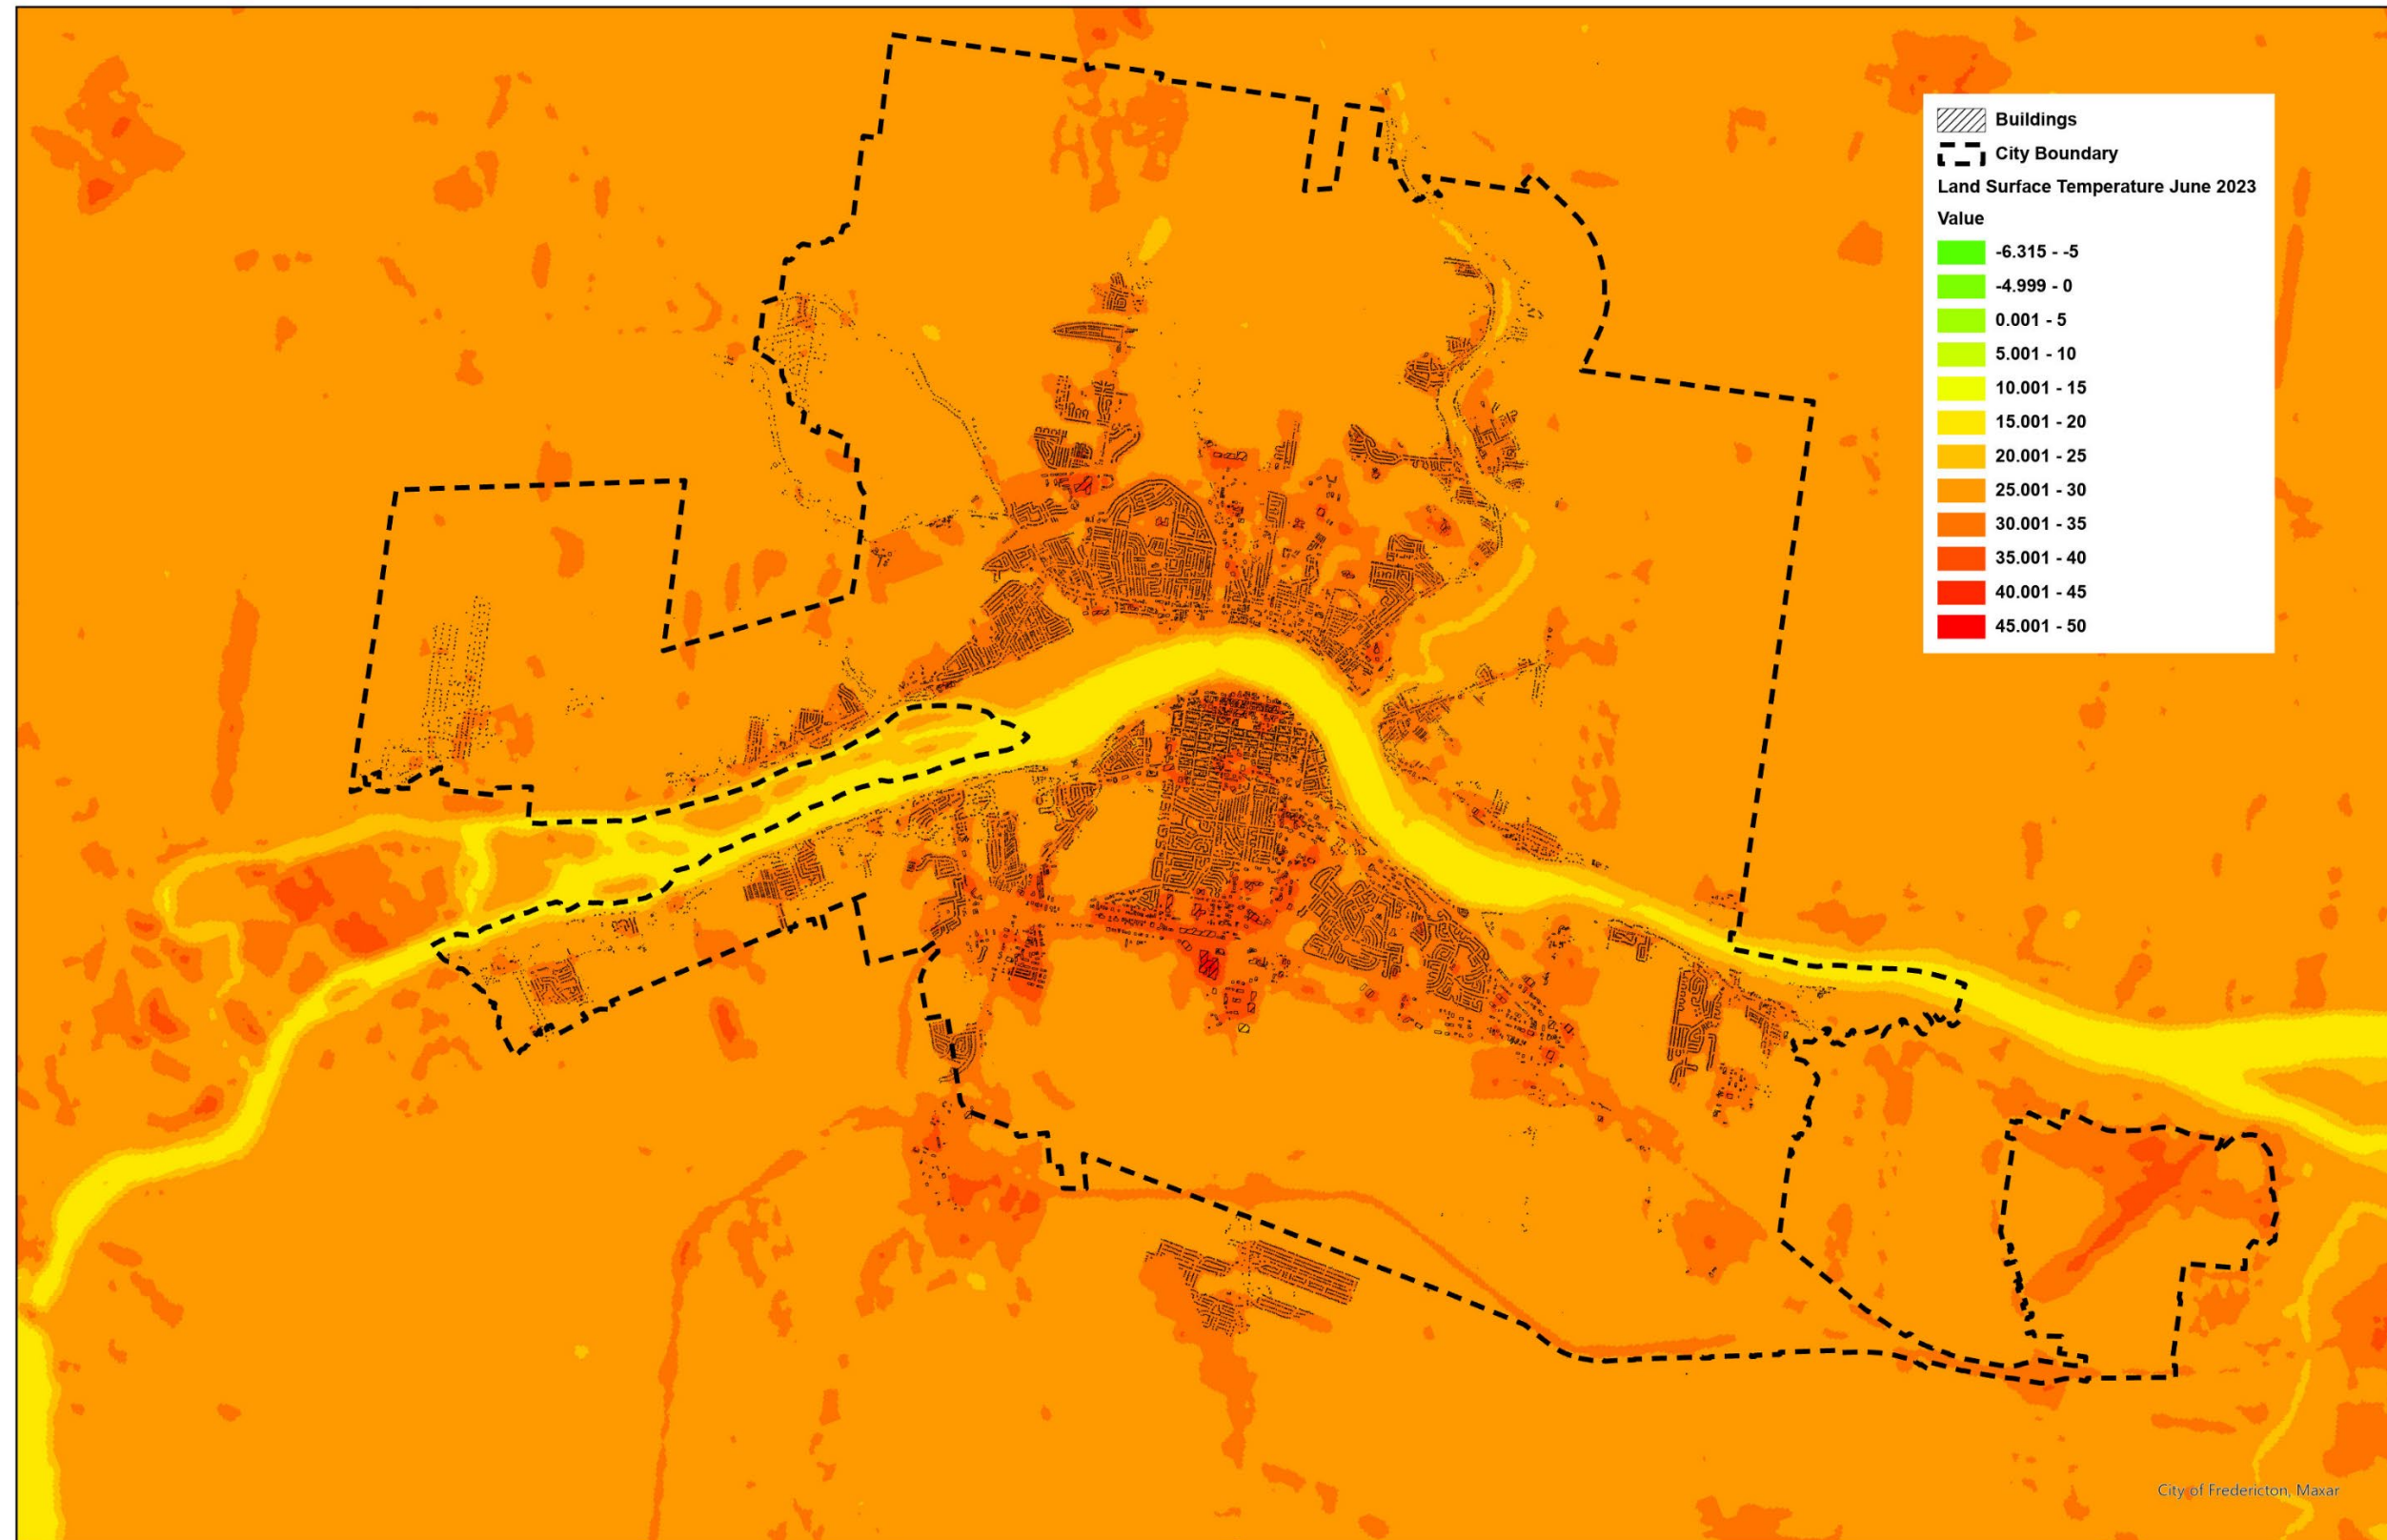 Buildings
City Boundary
Land Surface Temperature June 2023
Value
-6.315 - -5
-4.999 - 0
0.001 - 5
5.001 - 10
10.001 - 15
15.001 - 20
20.001 - 25
25.001 - 30
30.001 - 35
35.001 - 40
40.001 - 45
45.001 - 50
City of Fredericton, Maxar